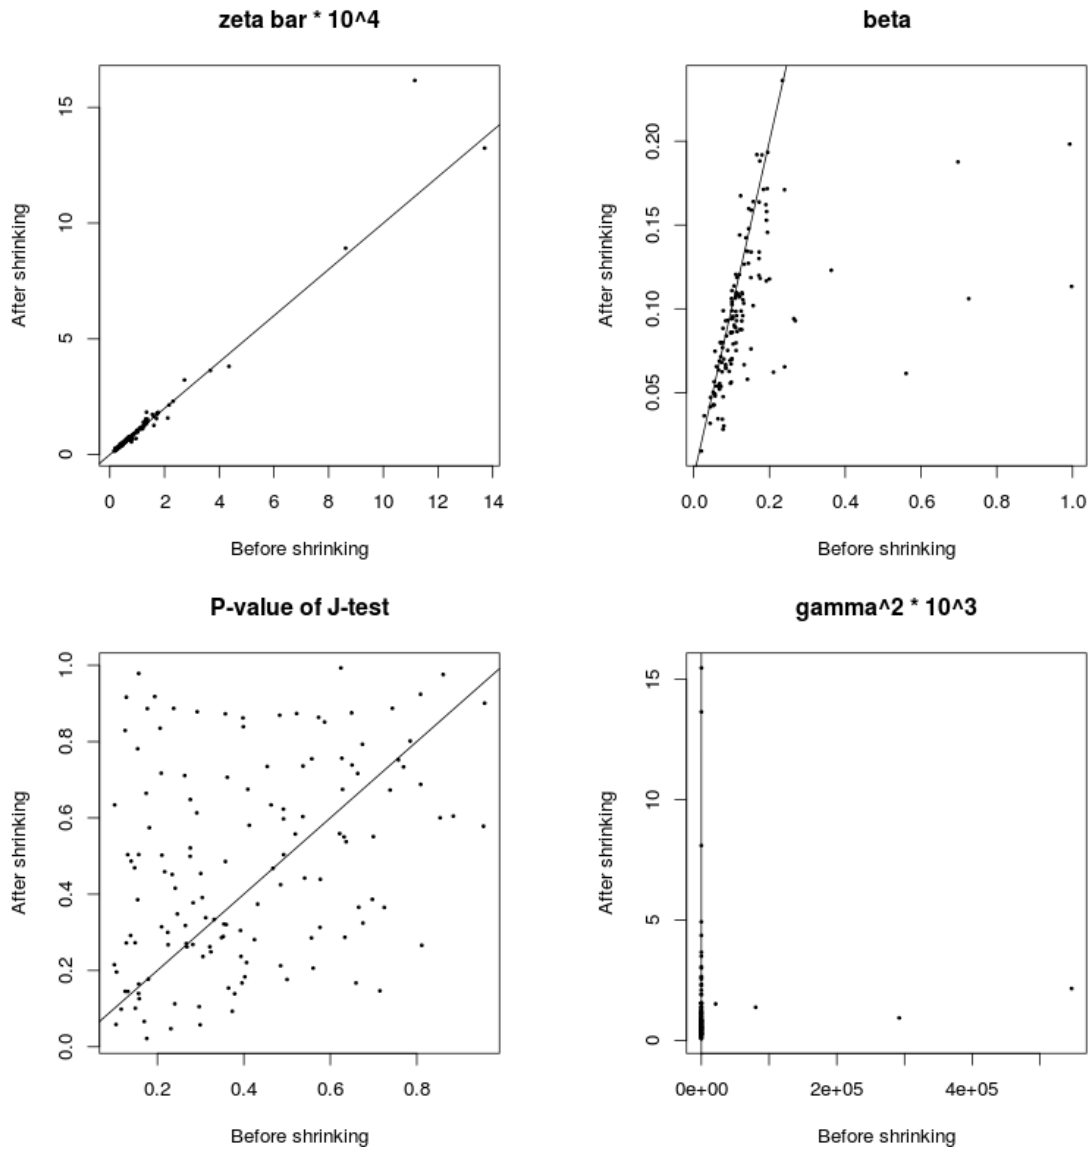 zeta bar * 10^4
15
10
5
0
After shrinking
0 2 4 6 8 10 12 14
Before shrinking
beta
0.20
0.15
0.10
0.05
After shrinking
0.0 0.2 0.4 0.6 0.8 1.0
Before shrinking
P-value of J-test
1.0
0.8
0.6
0.4
0.2
0.0
After shrinking
0.2 0.4 0.6 0.8
Before shrinking
gamma^2 * 10^3
15
10
5
0
After shrinking
0e+00 2e+05 4e+05
Before shrinking